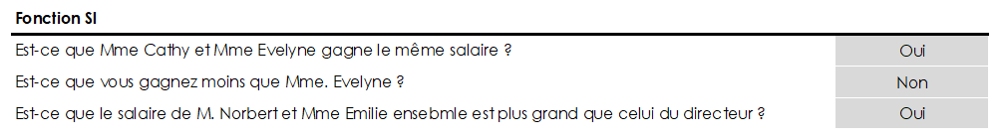 Fonction SI
Est-ce que Mme Cathy et Mme Evelyne gagne le même salaire ? Oui
Est-ce que vous gagnez moins que Mme. Evelyne ? Non
Est-ce que le salaire de M. Norbert et Mme Emilie ensebmle est plus grand que celui du directeur ? Oui